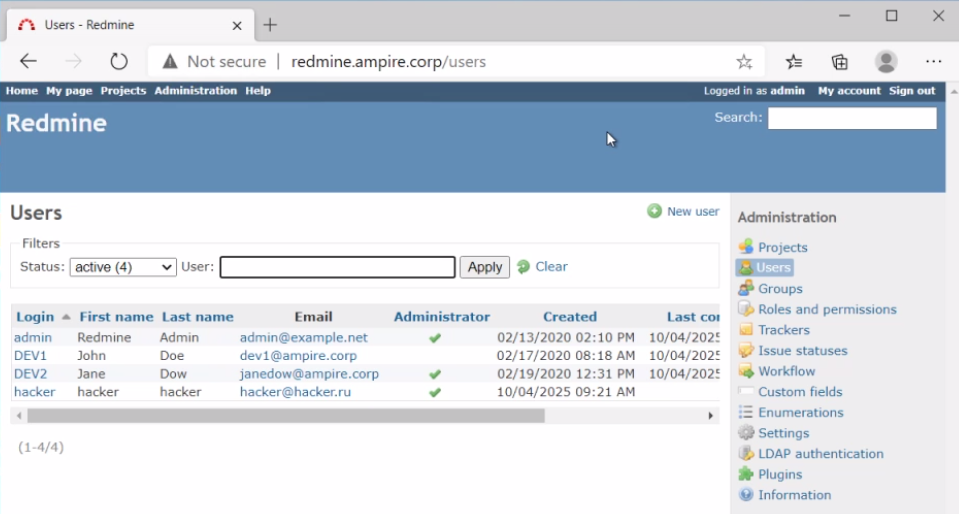 Users - Redmine
Not secure | redmine.ampire.corp/users
Home My page Projects Administration Help
Logged in as admin My account Sign out
Redmine
Search:
Users
New user
Filters
Status: active (4) User: Apply Clear
Login First name Last name Email Administrator Created Last con
admin Redmine Admin admin@example.net 02/13/2020 02:10 PM 10/04/2025
DEV1 John Doe dev1@ampire.corp 02/17/2020 08:18 AM 10/04/2025
DEV2 Jane Dow janedow@ampire.corp 02/19/2020 12:31 PM 10/04/2025
hacker hacker hacker hacker@hacker.ru 10/04/2025 09:21 AM
(1-4/4)
Administration
Projects
Users
Groups
Roles and permissions
Trackers
Issue statuses
Workflow
Custom fields
Enumerations
Settings
LDAP authentication
Plugins
Information